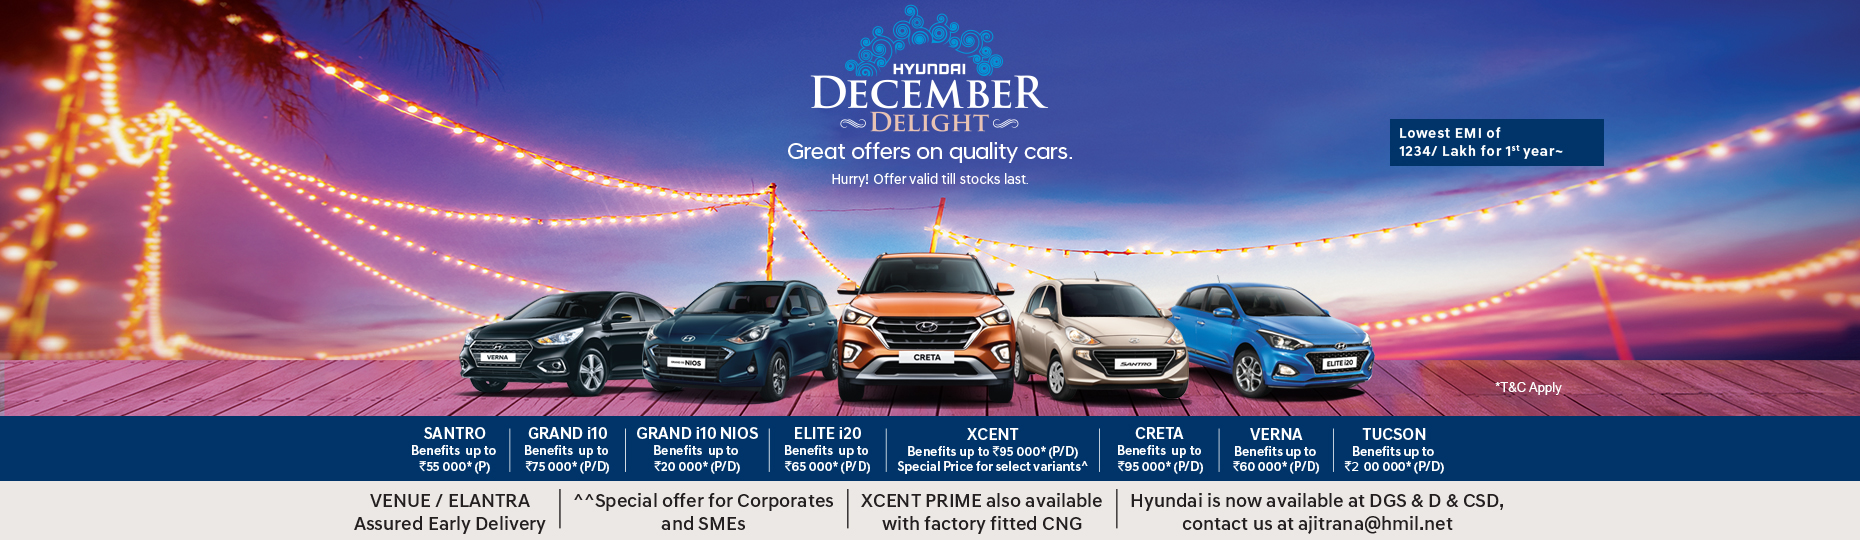 HYUNDAI
DECEMBER
DELIGHT
Great offers on quality cars.
Hurry! Offer valid till stocks last.
Lowest EMI of
1234/ Lakh for 1st year~
VERNA
NIOS
CRETA
SANTRO
ELITE i20
*T&C Apply
SANTRO
Benefits up to
₹55 000* (P)
GRAND i10
Benefits up to
₹75 000* (P/D)
GRAND i10 NIOS
Benefits up to
₹20 000* (P/D)
ELITE i20
Benefits up to
₹65 000* (P/D)
XCENT
Benefits up to ₹95 000* (P/D)
Special Price for select variants^
CRETA
Benefits up to
₹95 000* (P/D)
VERNA
Benefits up to
₹60 000* (P/D)
TUCSON
Benefits up to
₹2 00 000* (P/D)
VENUE / ELANTRA
Assured Early Delivery
^^Special offer for Corporates
and SMEs
XCENT PRIME also available
with factory fitted CNG
Hyundai is now available at DGS & D & CSD,
contact us at ajitrana@hmil.net